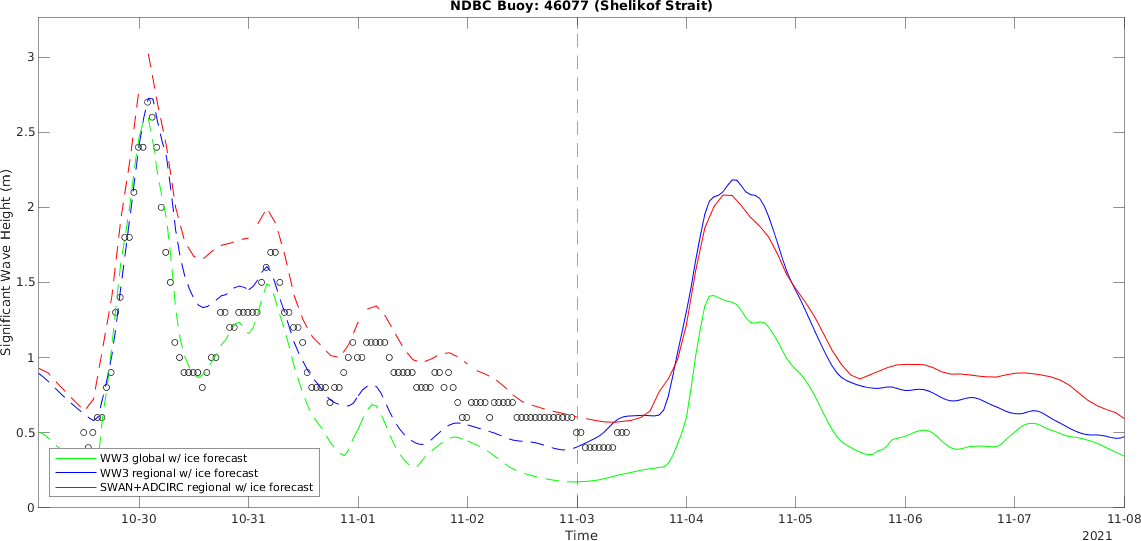 NDBC Buoy: 46077 (Shelikof Strait)
Significant Wave Height (m)
3
2.5
2
1.5
1
0.5
0
WW3 global w/ ice forecast
WW3 regional w/ ice forecast
SWAN+ADCIRC regional w/ ice forecast
10-30 10-31 11-01 11-02 11-03 11-04 11-05 11-06 11-07 11-08
Time 2021